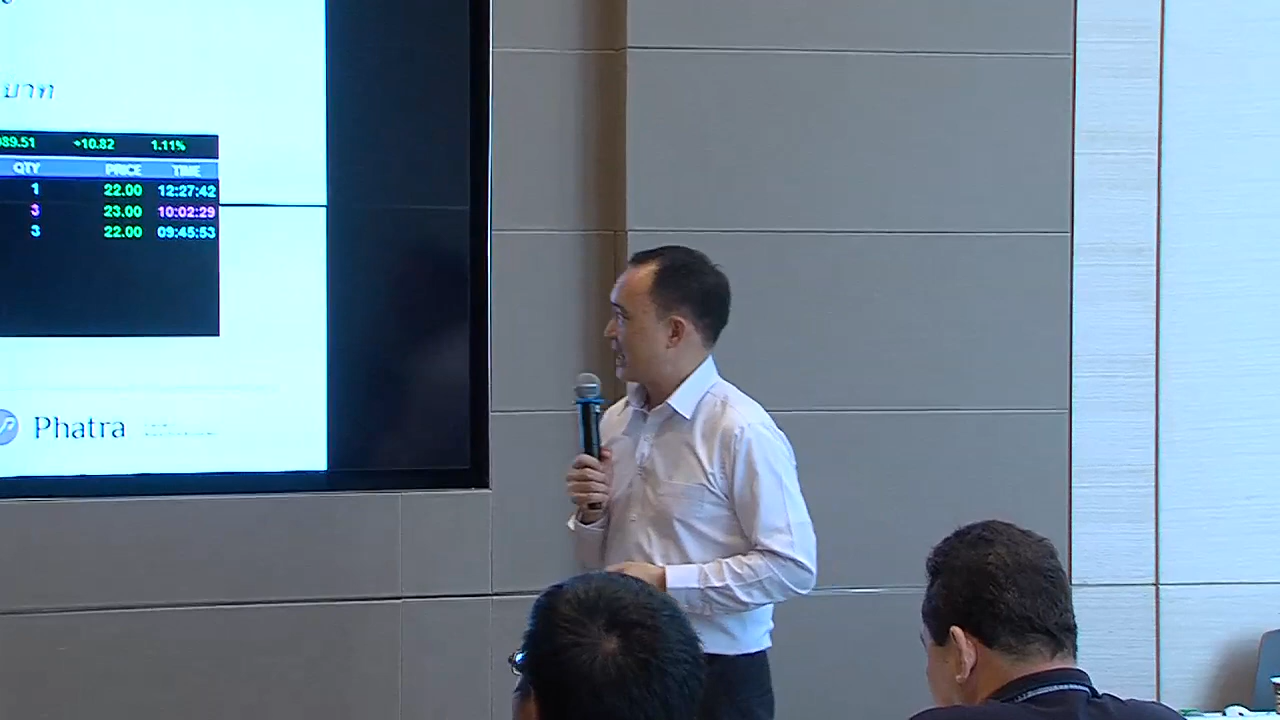 บาท
989.51 +10.82 1.11%
QTY PRICE TIME
1 22.00 12:27:42
3 23.00 10:02:29
3 22.00 09:45:53
Phatra